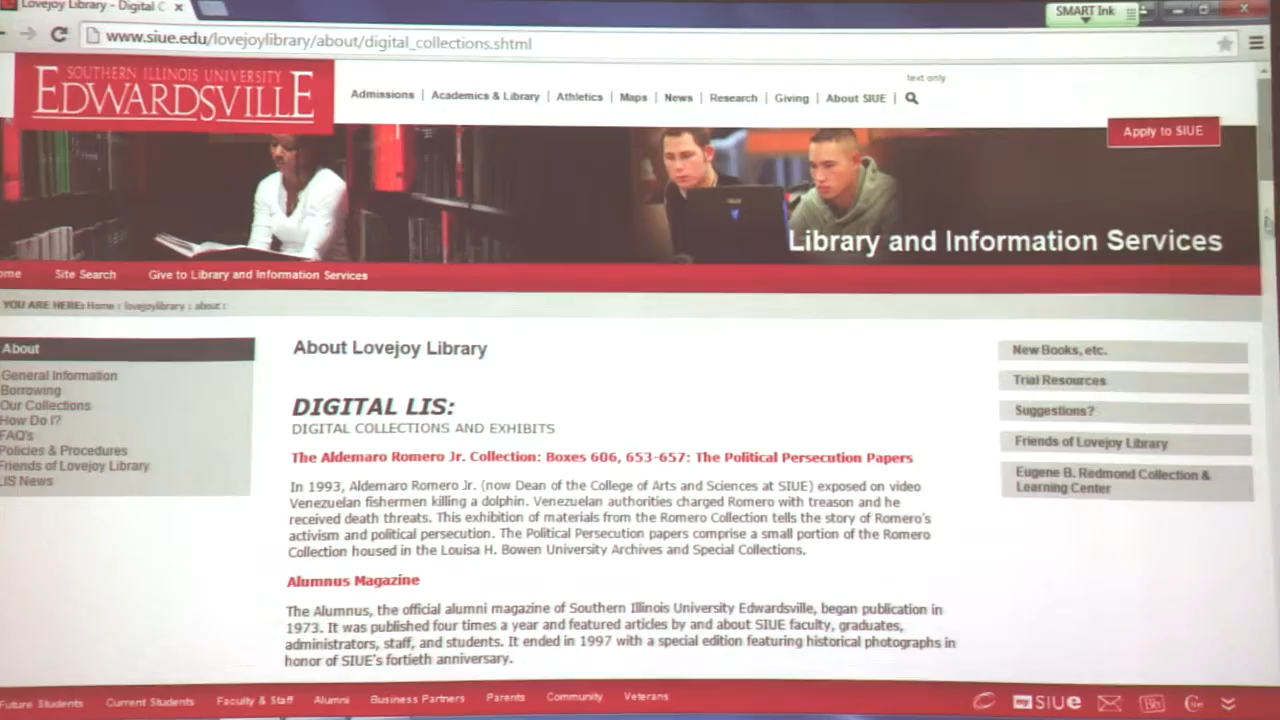 Lovejoy Library - Digital C
SMART Ink
www.siue.edu/lovejoylibrary/about/digital_collections.shtml
text only
SOUTHERN ILLINOIS UNIVERSITY
EDWARDSVILLE
Admissions | Academics & Library | Athletics | Maps | News | Research | Giving | About SIUE |
Apply to SIUE
Library and Information Services
ome Site Search Give to Library and Information Services
YOU ARE HERE: Home : lovejoylibrary : about :
About
General Information
Borrowing
Our Collections
How Do I?
FAQ's
Policies & Procedures
Friends of Lovejoy Library
LIS News
About Lovejoy Library
DIGITAL LIS:
DIGITAL COLLECTIONS AND EXHIBITS
The Aldemaro Romero Jr. Collection: Boxes 606, 653-657: The Political Persecution Papers
In 1993, Aldemaro Romero Jr. (now Dean of the College of Arts and Sciences at SIUE) exposed on video
Venezuelan fishermen killing a dolphin. Venezuelan authorities charged Romero with treason and he
received death threats. This exhibition of materials from the Romero Collection tells the story of Romero's
activism and political persecution. The Political Persecution papers comprise a small portion of the Romero
Collection housed in the Louisa H. Bowen University Archives and Special Collections.
Alumnus Magazine
The Alumnus, the official alumni magazine of Southern Illinois University Edwardsville, began publication in
1973. It was published four times a year and featured articles by and about SIUE faculty, graduates,
administrators, staff, and students. It ended in 1997 with a special edition featuring historical photographs in
honor of SIUE's fortieth anniversary.
New Books, etc.
Trial Resources
Suggestions?
Friends of Lovejoy Library
Eugene B. Redmond Collection &
Learning Center
Future Students Current Students Faculty & Staff Alumni Business Partners Parents Community Veterans
my SIUe Bb